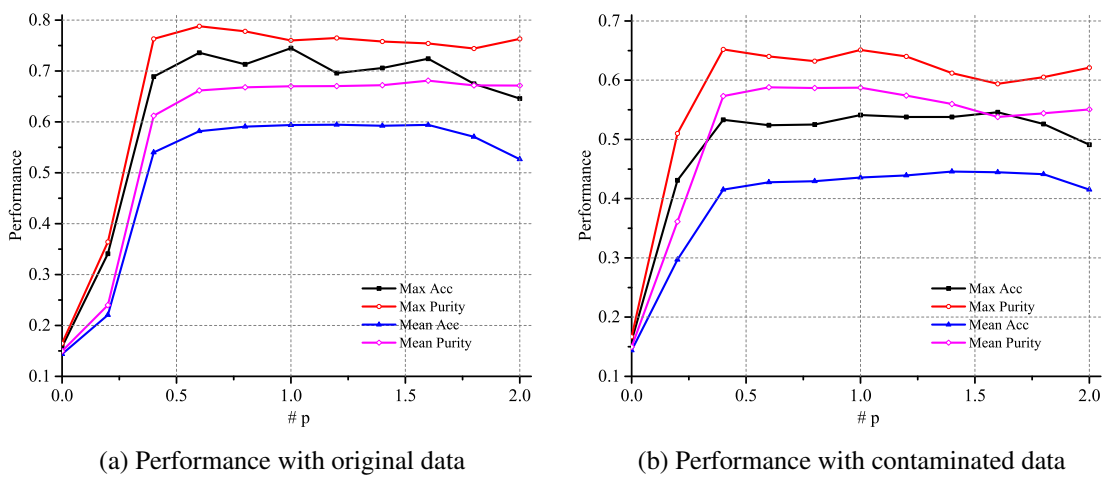 0.8
0.7
0.6
0.5
0.4
0.3
0.2
0.1
Performance
0.0
0.5
1.0
1.5
2.0
# p
Max Acc
Max Purity
Mean Acc
Mean Purity
(a) Performance with original data
0.7
0.6
0.5
0.4
0.3
0.2
0.1
Performance
0.0
0.5
1.0
1.5
2.0
# p
Max Acc
Max Purity
Mean Acc
Mean Purity
(b) Performance with contaminated data